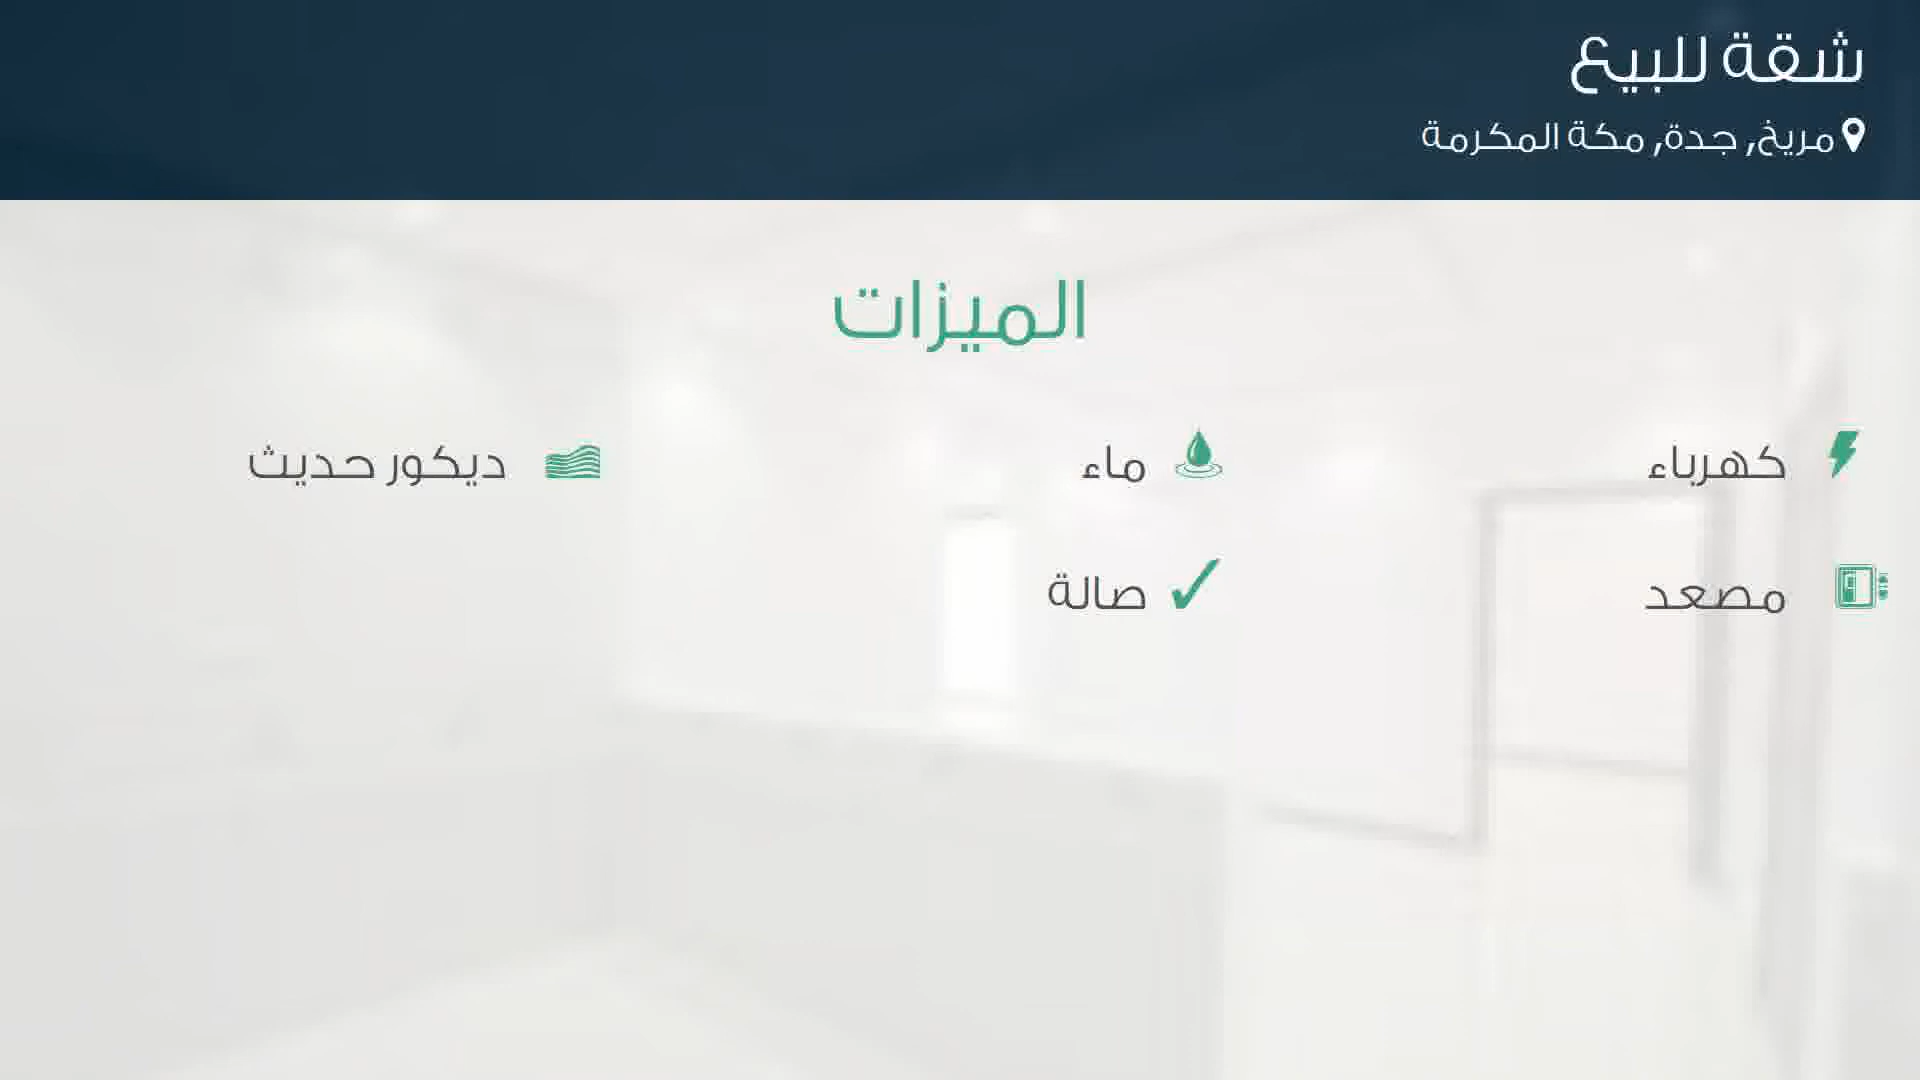 شقة للبيع
مريخ, جدة, مكة المكرمة
الميزات
كهرباء
ماء
ديكور حديث
مصعد
صالة